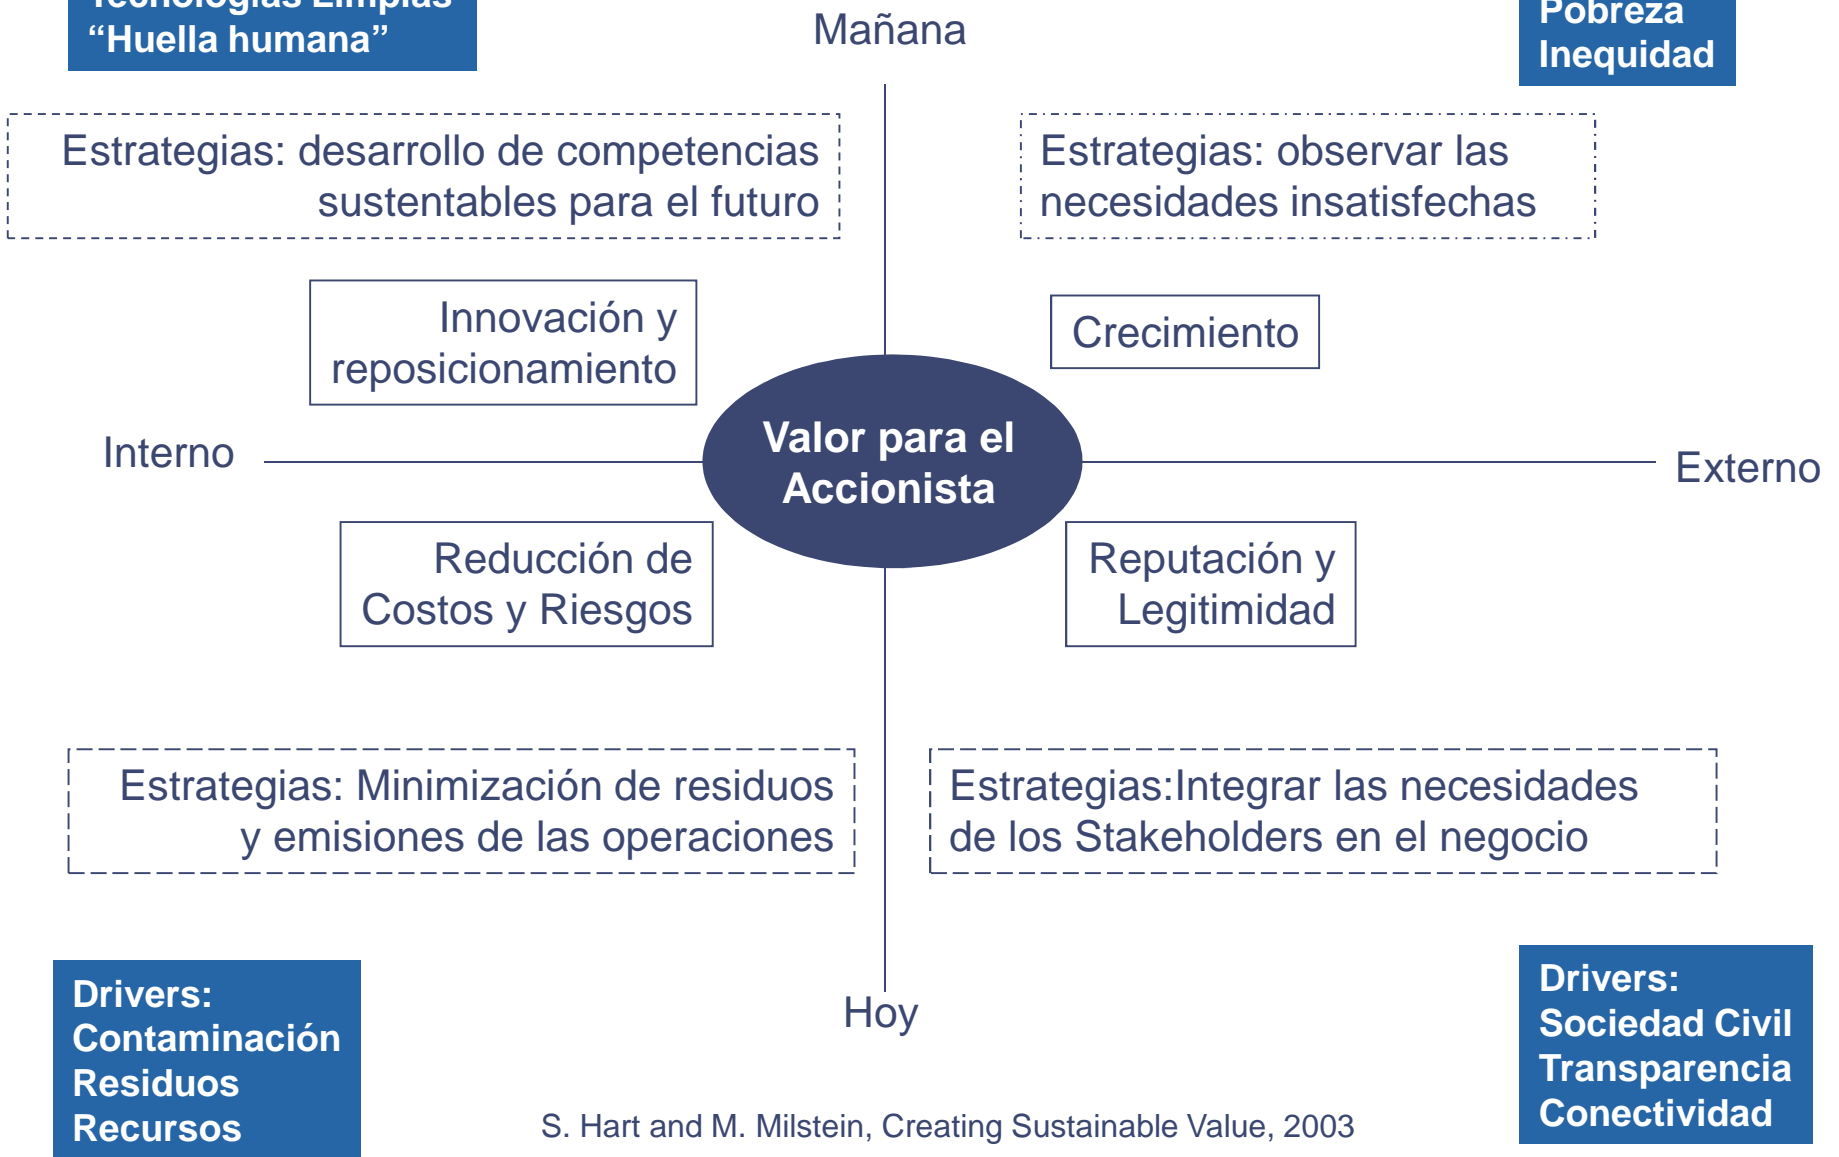 Tecnologías Limpias
“Huella humana”
Mañana
Pobreza
Inequidad
Estrategias: desarrollo de competencias
sustentables para el futuro
Estrategias: observar las
necesidades insatisfechas
Innovación y
reposicionamiento
Crecimiento
Interno
Valor para el
Accionista
Externo
Reducción de
Costos y Riesgos
Reputación y
Legitimidad
Estrategias: Minimización de residuos
y emisiones de las operaciones
Estrategias:Integrar las necesidades
de los Stakeholders en el negocio
Drivers:
Contaminación
Residuos
Recursos
Hoy
Drivers:
Sociedad Civil
Transparencia
Conectividad
S. Hart and M. Milstein, Creating Sustainable Value, 2003